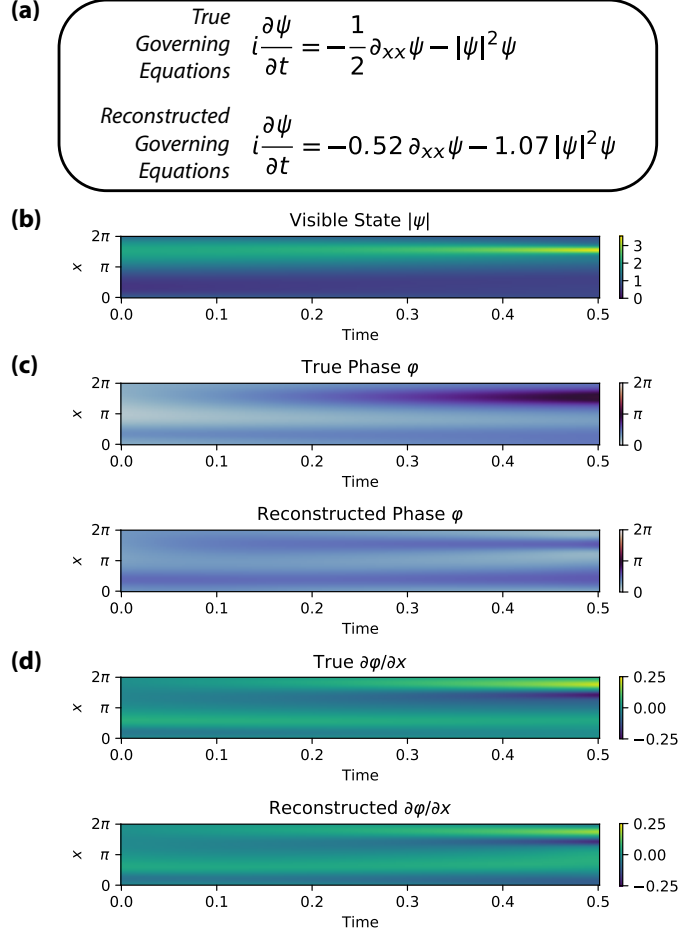 (a)
True
Governing
Equations
i ∂ψ/∂t = −1/2 ∂ₓₓψ − |ψ|²ψ
Reconstructed
Governing
Equations
i ∂ψ/∂t = −0.52 ∂ₓₓψ − 1.07 |ψ|²ψ
(b)
Visible State |ψ|
2π
π
0
x
0.0 0.1 0.2 0.3 0.4 0.5
Time
3
2
1
0
(c)
True Phase φ
2π
π
0
x
0.0 0.1 0.2 0.3 0.4 0.5
Time
2π
π
0
Reconstructed Phase φ
2π
π
0
x
0.0 0.1 0.2 0.3 0.4 0.5
Time
2π
π
0
(d)
True ∂φ/∂x
2π
π
0
x
0.0 0.1 0.2 0.3 0.4 0.5
Time
0.25
0.00
−0.25
Reconstructed ∂φ/∂x
2π
π
0
x
0.0 0.1 0.2 0.3 0.4 0.5
Time
0.25
0.00
−0.25